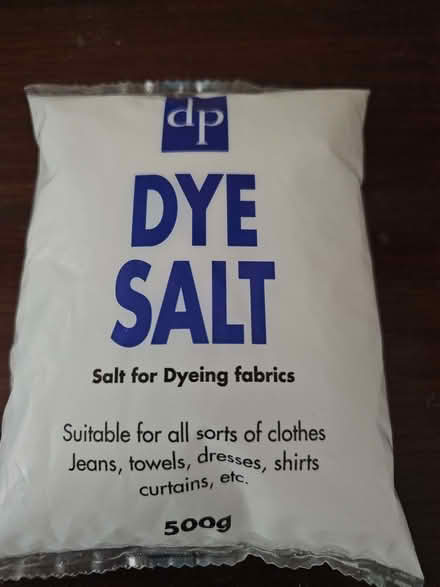 dp
DYE
SALT
Salt for Dyeing fabrics
Suitable for all sorts of clothes
Jeans, towels, dresses, shirts
curtains, etc.
500g